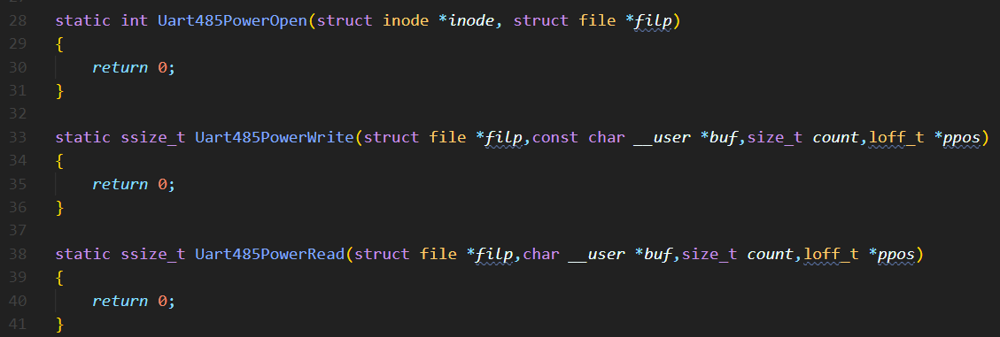 28 static int Uart485PowerOpen(struct inode *inode, struct file *filp)
29 {
30 return 0;
31 }
32
33 static ssize_t Uart485PowerWrite(struct file *filp,const char __user *buf,size_t count,loff_t *ppos)
34 {
35 return 0;
36 }
37
38 static ssize_t Uart485PowerRead(struct file *filp,char __user *buf,size_t count,loff_t *ppos)
39 {
40 return 0;
41 }